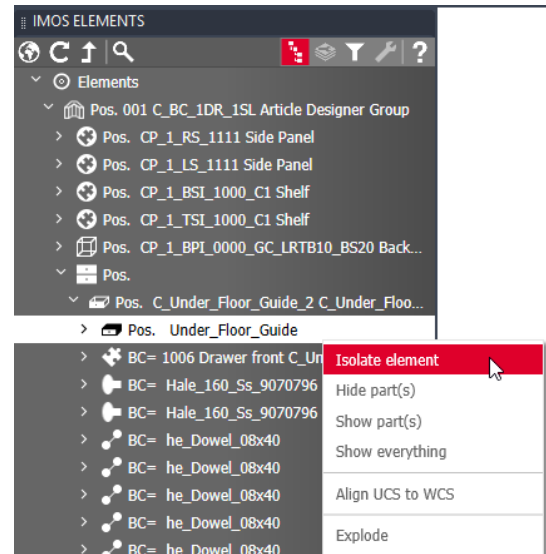 IMOS ELEMENTS
?
Elements
Pos. 001 C_BC_1DR_1SL Article Designer Group
Pos. CP_1_RS_1111 Side Panel
Pos. CP_1_LS_1111 Side Panel
Pos. CP_1_BSI_1000_C1 Shelf
Pos. CP_1_TSI_1000_C1 Shelf
Pos. CP_1_BPI_0000_GC_LRTB10_BS20 Back...
Pos.
Pos. C_Under_Floor_Guide_2 C_Under_Floo...
Pos. Under_Floor_Guide
BC= 1006 Drawer front C_Un
BC= Hale_160_Ss_9070796
BC= Hale_160_Ss_9070796
BC= he_Dowel_08x40
BC= he_Dowel_08x40
BC= he_Dowel_08x40
BC= he_Dowel_08x40
BC= he_Dowel_08x40
Isolate element
Hide part(s)
Show part(s)
Show everything
Align UCS to WCS
Explode